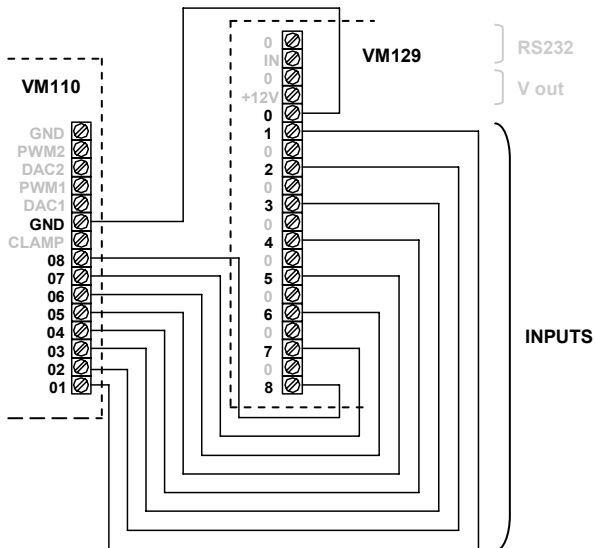 VM110
GND
PWM2
DAC2
PWM1
DAC1
GND
CLAMP
08
07
06
05
04
03
02
01
VM129
0
IN
0
+12V
0
1
0
2
0
3
0
4
0
5
0
6
0
7
0
8
RS232
V out
INPUTS